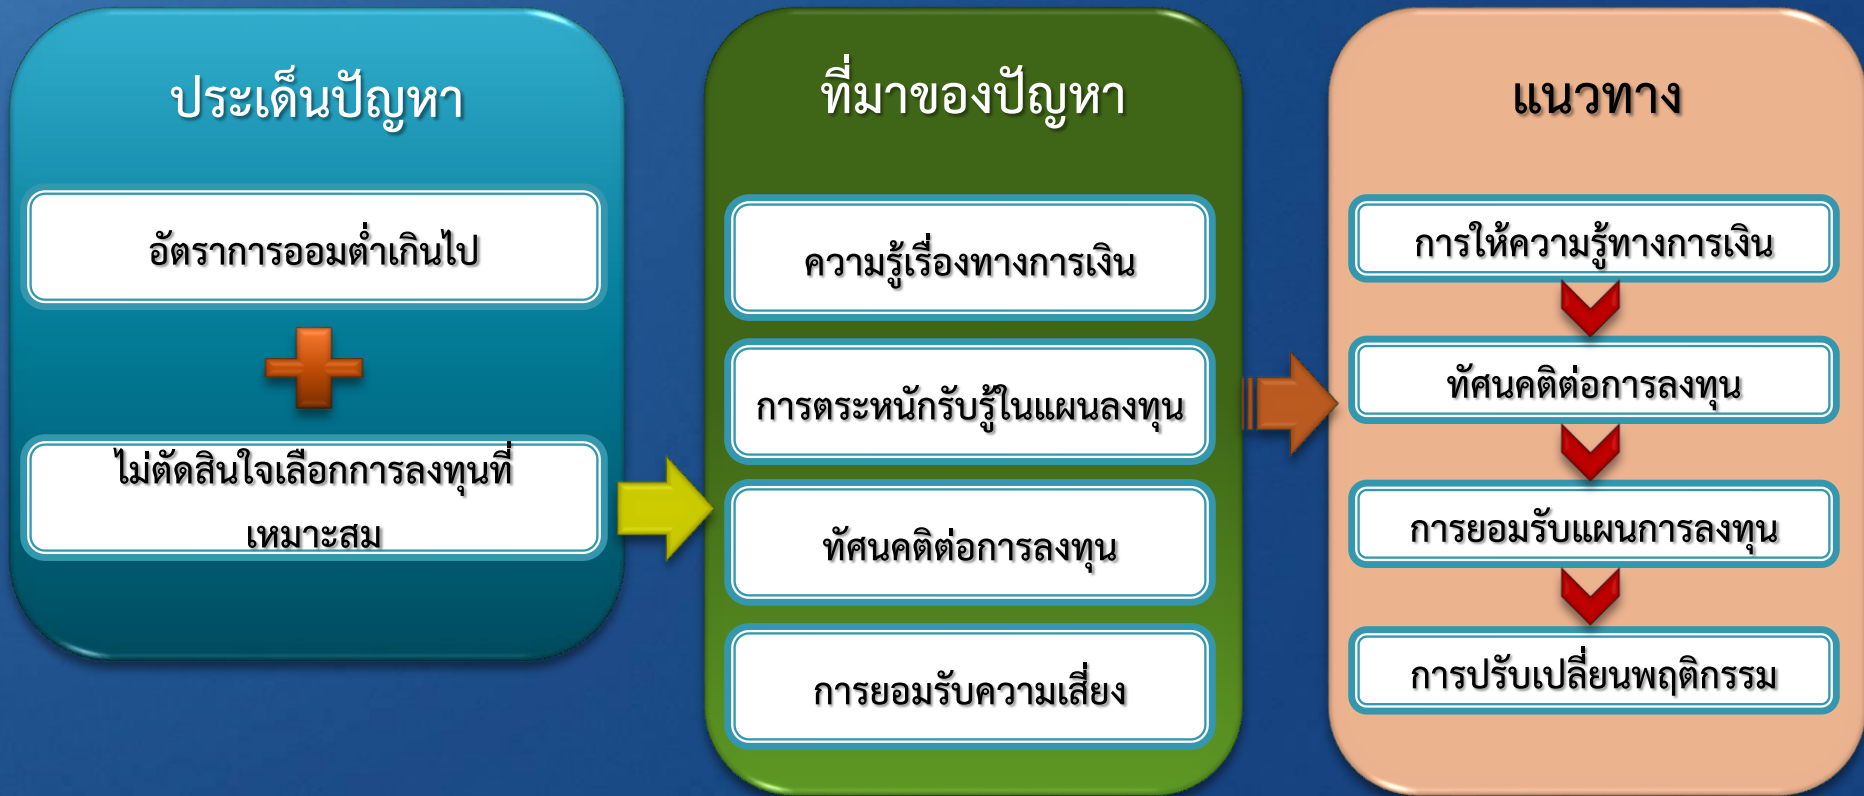 ประเด็นปัญหา
อัตราการออมต่ำเกินไป
ไม่ตัดสินใจเลือกการลงทุนที่
เหมาะสม
ที่มาของปัญหา
ความรู้เรื่องทางการเงิน
การตระหนักรับรู้ในแผนลงทุน
ทัศนคติต่อการลงทุน
การยอมรับความเสี่ยง
แนวทาง
การให้ความรู้ทางการเงิน
ทัศนคติต่อการลงทุน
การยอมรับแผนการลงทุน
การปรับเปลี่ยนพฤติกรรม